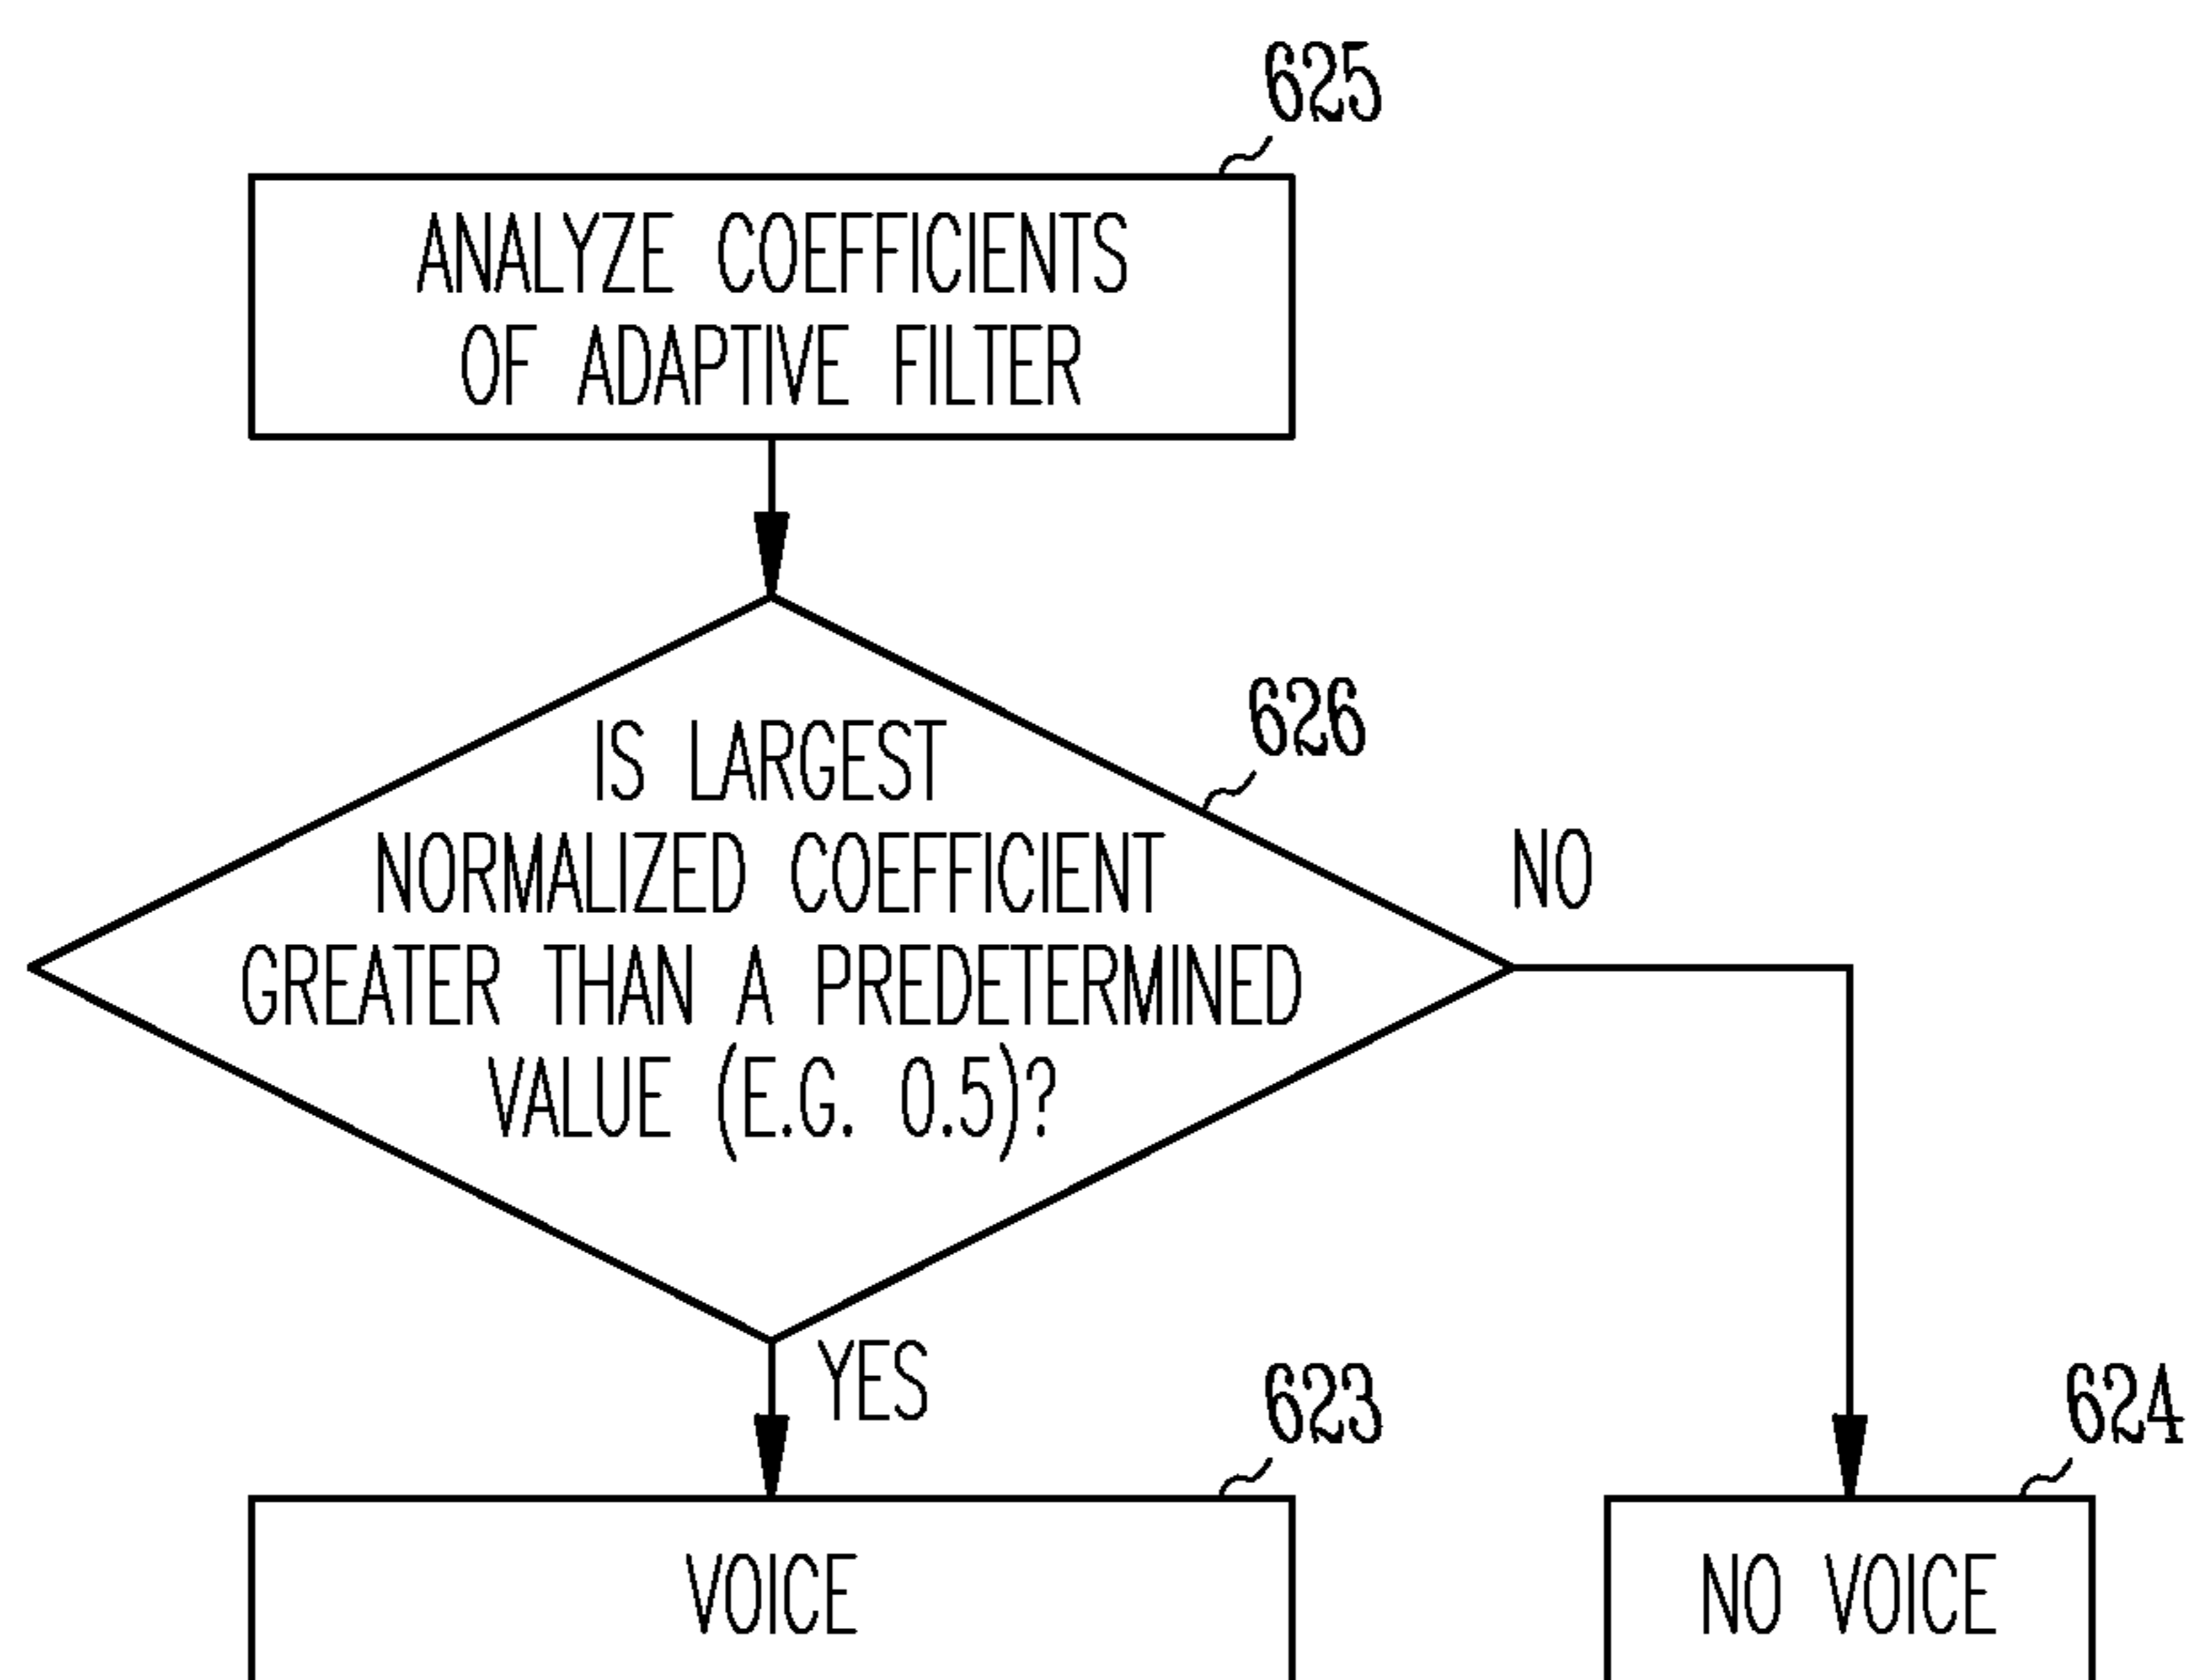 625
ANALYZE COEFFICIENTS
OF ADAPTIVE FILTER
626
IS LARGEST
NORMALIZED COEFFICIENT
GREATER THAN A PREDETERMINED
VALUE (E.G. 0.5)?
NO
YES
623
VOICE
624
NO VOICE